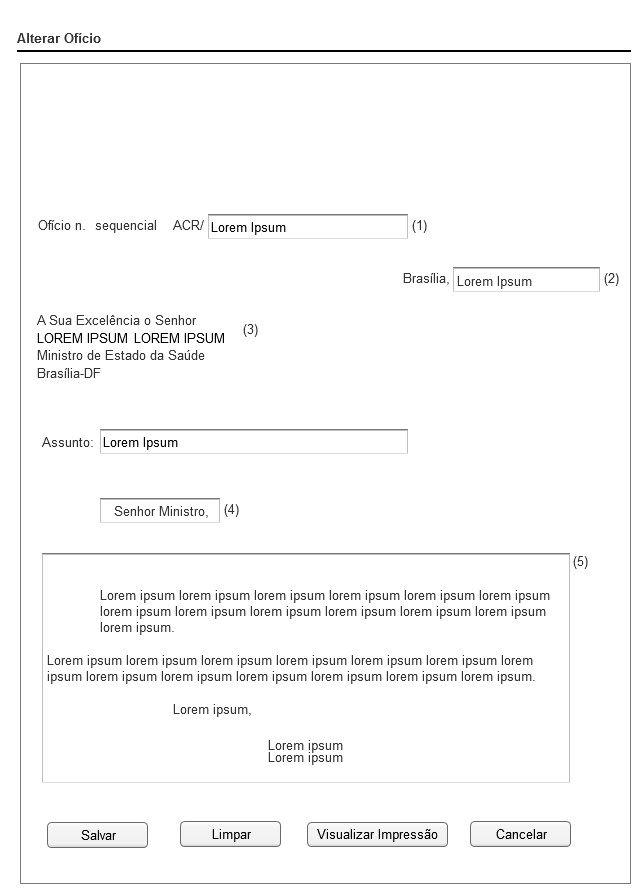 Alterar Ofício
Ofício n. sequencial ACR/ Lorem Ipsum (1)
Brasília, Lorem Ipsum (2)
A Sua Excelência o Senhor
LOREM IPSUM LOREM IPSUM (3)
Ministro de Estado da Saúde
Brasília-DF
Assunto: Lorem Ipsum
Senhor Ministro, (4)
(5)
Lorem ipsum lorem ipsum lorem ipsum lorem ipsum lorem ipsum lorem ipsum
lorem ipsum lorem ipsum lorem ipsum lorem ipsum lorem ipsum lorem ipsum
lorem ipsum.
Lorem ipsum lorem ipsum lorem ipsum lorem ipsum lorem ipsum lorem ipsum lorem
ipsum lorem ipsum lorem ipsum lorem ipsum lorem ipsum lorem ipsum lorem ipsum.
Lorem ipsum,
Lorem ipsum
Lorem ipsum
Salvar Limpar Visualizar Impressão Cancelar